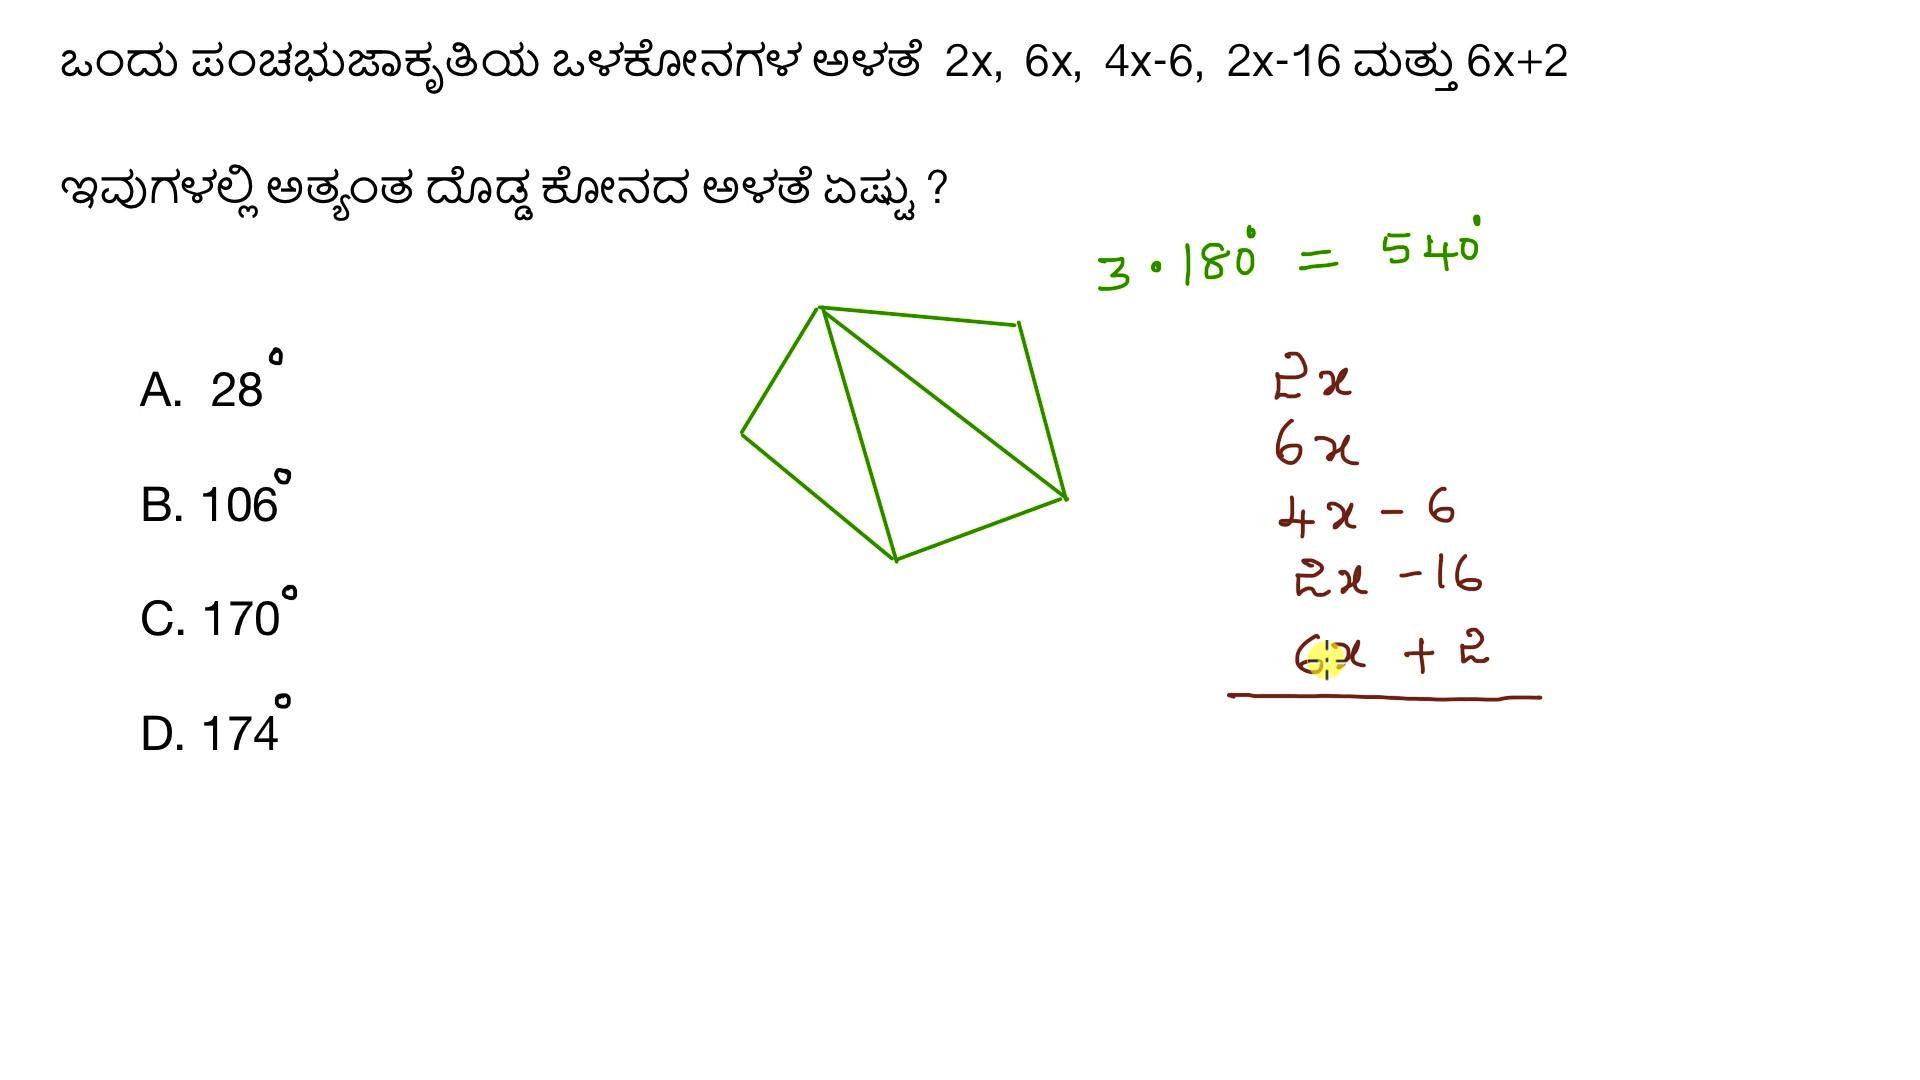 ಒಂದು ಪಂಚಭುಜಾಕೃತಿಯ ಒಳಕೋನಗಳ ಅಳತೆ 2x, 6x, 4x-6, 2x-16 ಮತ್ತು 6x+2
ಇವುಗಳಲ್ಲಿ ಅತ್ಯಂತ ದೊಡ್ಡ ಕೋನದ ಅಳತೆ ಏಷ್ಟು ?
3·180° = 540°
A. 28°
B. 106°
C. 170°
D. 174°
2x
6x
4x - 6
2x - 16
6x + 2